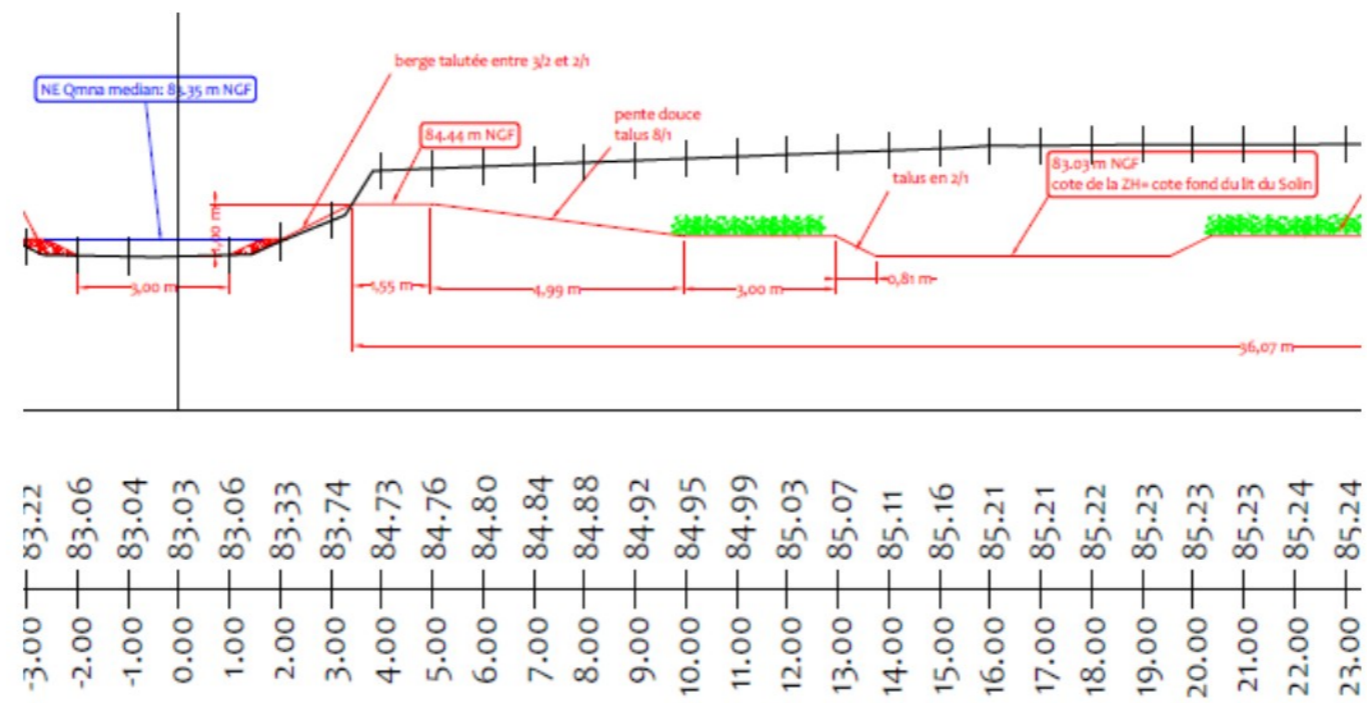 berge talutée entre 3/2 et 2/1
NE Qmna median: 83.35 m NGF
pente douce
talus 8/1
84.44 m NGF
83.03 m NGF
cote de la ZH= cote fond du lit du Solin
talus en 2/1
1,00 m
3,00 m
1,55 m
4,99 m
3,00 m
0,81 m
36,07 m
83.22 83.06 83.04 83.03 83.06 83.33 83.74 84.73 84.76 84.80 84.84 84.88 84.92 84.95 84.99 85.03 85.07 85.11 85.16 85.21 85.21 85.22 85.23 85.23 85.23 85.24 85.24
-3.00 -2.00 -1.00 0.00 1.00 2.00 3.00 4.00 5.00 6.00 7.00 8.00 9.00 10.00 11.00 12.00 13.00 14.00 15.00 16.00 17.00 18.00 19.00 20.00 21.00 22.00 23.00